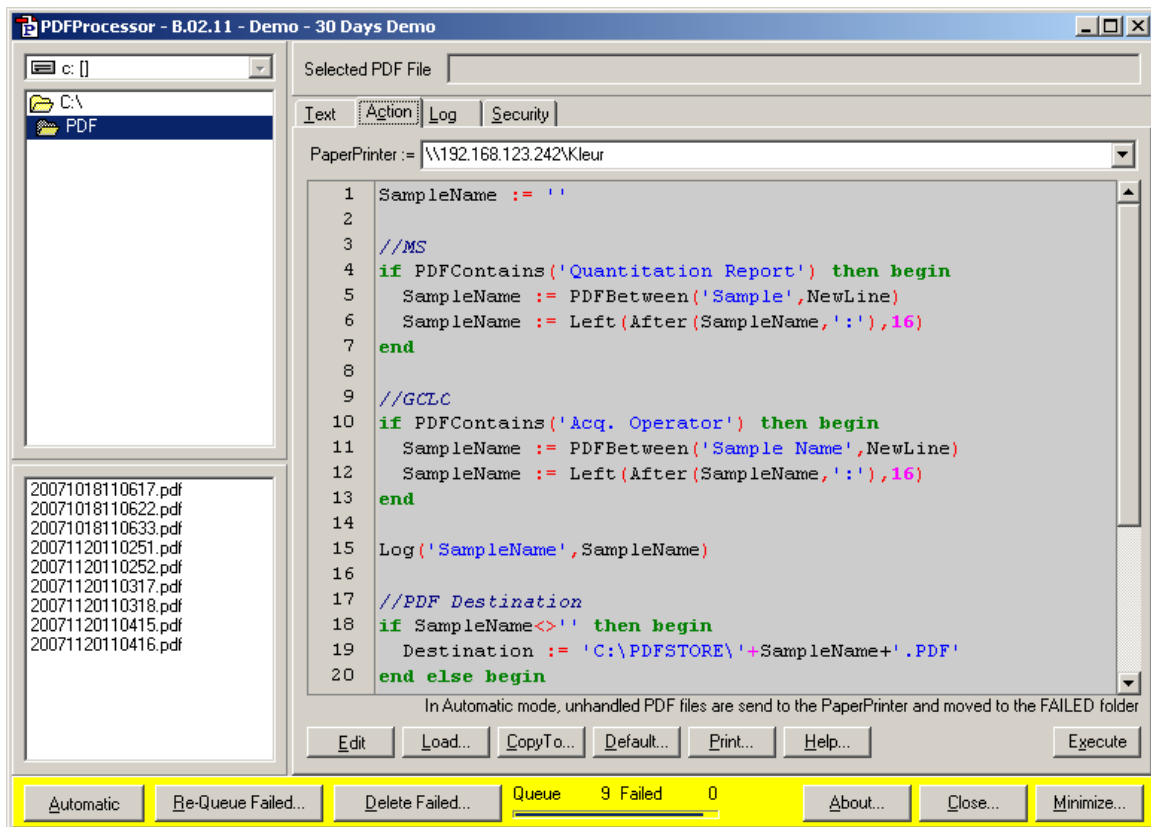 PDFProcessor - B.02.11 - Demo - 30 Days Demo
c: []
C:\
PDF
20071018110617.pdf
20071018110622.pdf
20071018110633.pdf
20071120110251.pdf
20071120110252.pdf
20071120110317.pdf
20071120110318.pdf
20071120110415.pdf
20071120110416.pdf
Selected PDF File
Text Action Log Security
PaperPrinter := \\192.168.123.242\Kleur
1 SampleName := ''
2
3 //MS
4 if PDFContains('Quantitation Report') then begin
5   SampleName := PDFBetween('Sample',NewLine)
6   SampleName := Left(After(SampleName,':'),16)
7 end
8
9 //GCLC
10 if PDFContains('Acq. Operator') then begin
11   SampleName := PDFBetween('Sample Name',NewLine)
12   SampleName := Left(After(SampleName,':'),16)
13 end
14
15 Log('SampleName',SampleName)
16
17 //PDF Destination
18 if SampleName<>'' then begin
19   Destination := 'C:\PDFSTORE\'+SampleName+'.PDF'
20 end else begin
In Automatic mode, unhandled PDF files are send to the PaperPrinter and moved to the FAILED folder
Edit Load... CopyTo... Default... Print... Help... Execute
Automatic Re-Queue Failed... Delete Failed... Queue 9 Failed 0 About... Close... Minimize...